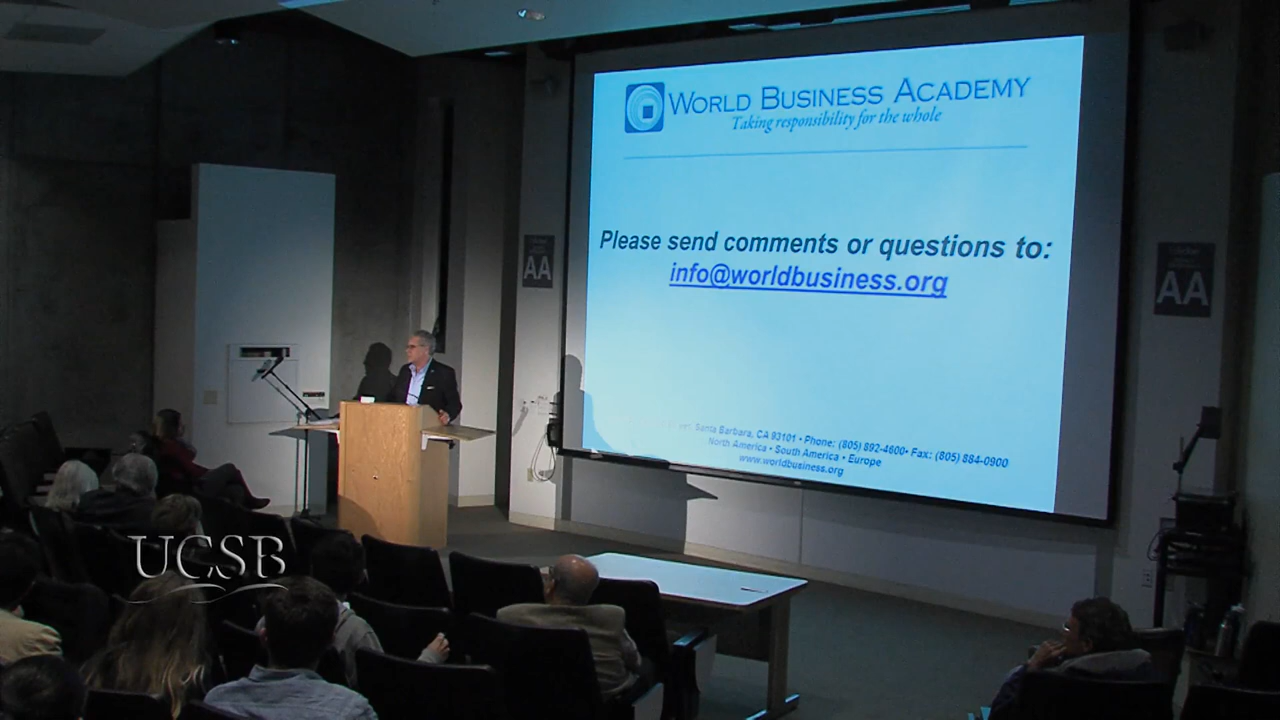 WORLD BUSINESS ACADEMY
Taking responsibility for the whole
Please send comments or questions to:
info@worldbusiness.org
Santa Barbara, CA 93101 • Phone: (805) 892-4600• Fax: (805) 884-0900
North America • South America • Europe
www.worldbusiness.org
AA
AA
UCSB